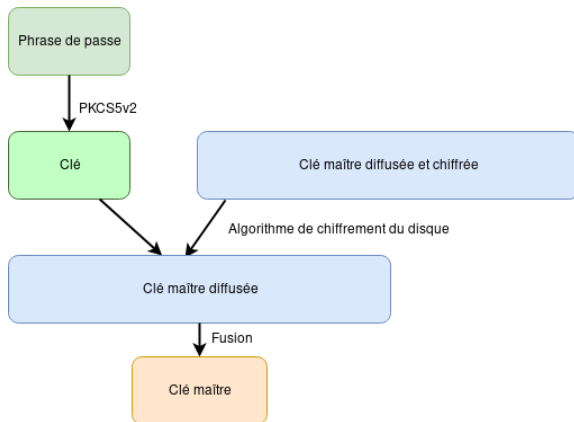 Phrase de passe
PKCS5v2
Clé
Clé maître diffusée et chiffrée
Algorithme de chiffrement du disque
Clé maître diffusée
Fusion
Clé maître